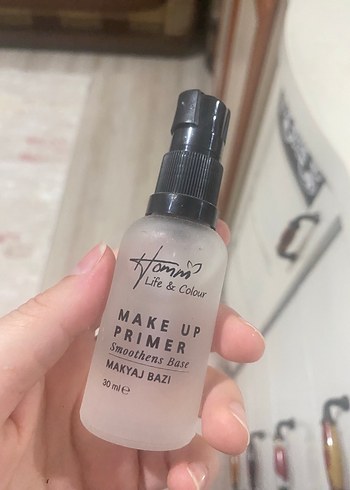 Homm
Life & Colour
MAKE UP
PRIMER
Smoothens Base
MAKYAJ BAZI
30 ml e